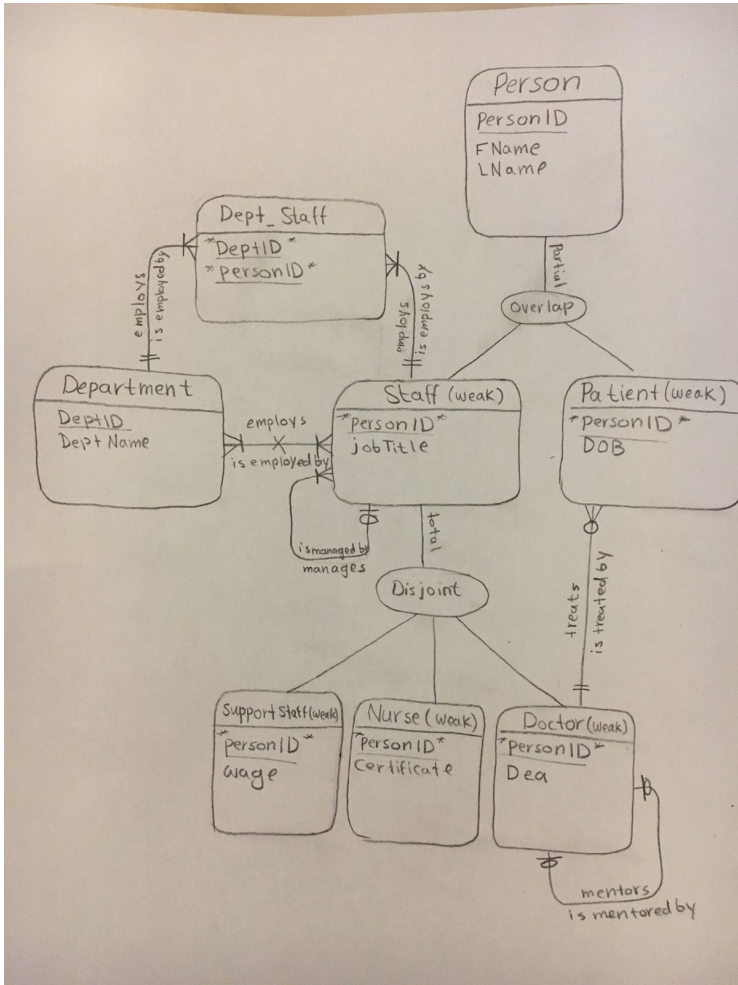 Person
PersonID
FName
LName
Partial
Overlap
Dept_Staff
*DeptID*
*personID*
employs
is employed by
employs
is employs by
Department
DeptID
Dept Name
employs
is employed by
Staff (weak)
*personID*
jobTitle
is managed by
manages
total
Patient (weak)
*personID*
DOB
treats
is treated by
Disjoint
Support Staff (weak)
*personID*
wage
Nurse (weak)
*personID*
Certificate
Doctor (weak)
*personID*
Dea
mentors
is mentored by